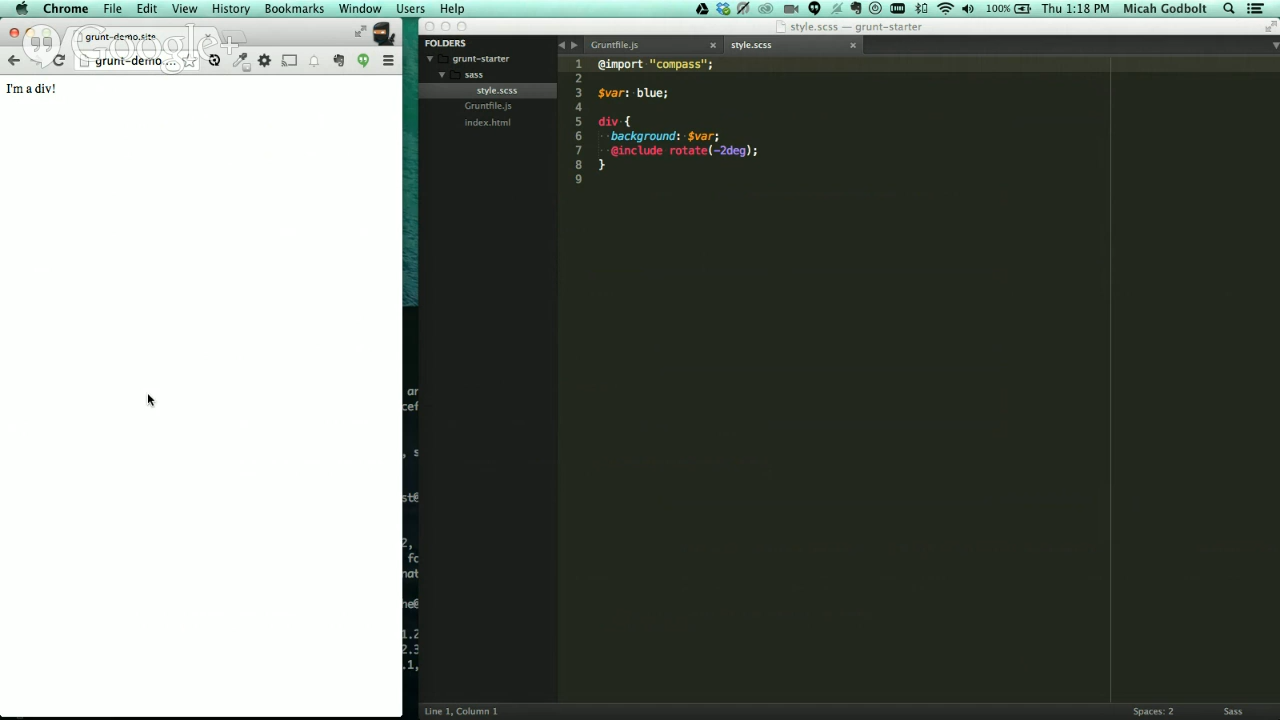 Chrome File Edit View History Bookmarks Window Users Help 100% Thu 1:18 PM Micah Godbolt
grunt-demo.site
Google+
grunt-demo....
I'm a div!
style.scss — grunt-starter
FOLDERS
grunt-starter
sass
style.scss
Gruntfile.js
index.html
Gruntfile.js style.scss
1 @import "compass";
2
3 $var: blue;
4
5 div {
6 background: $var;
7 @include rotate(-2deg);
8 }
9
Line 1, Column 1 Spaces: 2 Sass